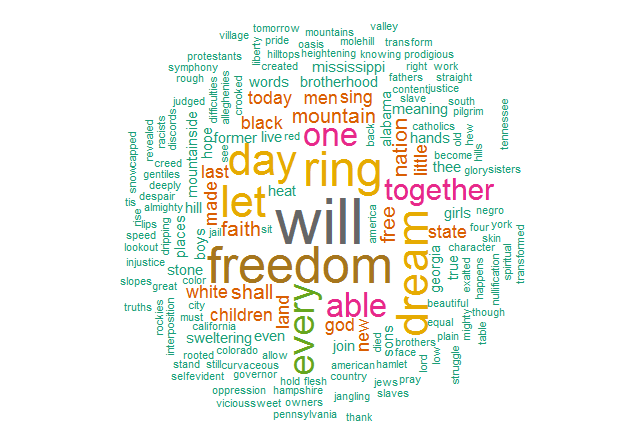 tomorrow mountains valley
village pride oasis molehill transform
protestants liberty hilltops heightening knowing prodigious
symphony created mississippi right work
rough difficulties alleghenies crooked words brotherhood fathers straight
judged today men sing slave content justice
discords mountainside hope former black mountain alabama meaning south pilgrim
racists live red one back nation hands catholics old hew tennessee
revealed see little become hills
snowcapped creed last day ring thee glory sisters
gentiles deeply made heat together
tis despair almighty let free girls negro
rise hill faith sit will america dream state four york
lips dripping places boys jail character skin
speed lookout freedom georgia true happens exalted nullification spiritual transformed
injustice stone
slopes color white shall every able beautiful
great city children land god new sons mighty though
truths rockies must equal table
interposition california sweltering even join died brothers plain
rooted colorado allow american face lord low struggle
stand still curvaceous country hamlet
selfevident governor hold flesh jews pray
oppression hampshire jangling slaves
vicious sweet owners
pennsylvania thank